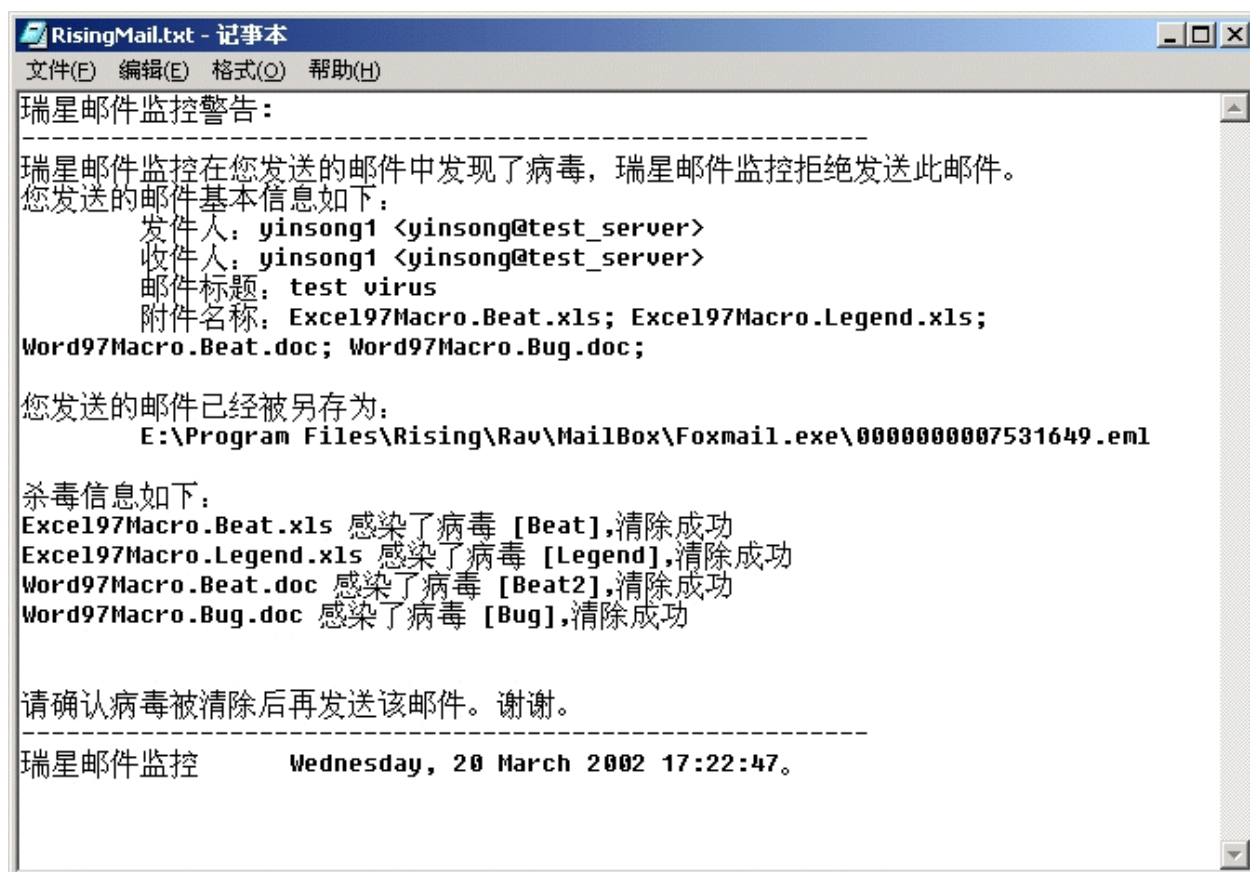 RisingMail.txt - 记事本
文件(F) 编辑(E) 格式(O) 帮助(H)
瑞星邮件监控警告:
---------------------------------------------------------
瑞星邮件监控在您发送的邮件中发现了病毒，瑞星邮件监控拒绝发送此邮件。
您发送的邮件基本信息如下：
发件人：yinsong1 <yinsong@test_server>
收件人：yinsong1 <yinsong@test_server>
邮件标题：test virus
附件名称：Excel97Macro.Beat.xls; Excel97Macro.Legend.xls;
Word97Macro.Beat.doc; Word97Macro.Bug.doc;
您发送的邮件已经被另存为：
E:\Program Files\Rising\Rav\MailBox\Foxmail.exe\0000000007531649.eml
杀毒信息如下：
Excel97Macro.Beat.xls 感染了病毒 [Beat],清除成功
Excel97Macro.Legend.xls 感染了病毒 [Legend],清除成功
Word97Macro.Beat.doc 感染了病毒 [Beat2],清除成功
Word97Macro.Bug.doc 感染了病毒 [Bug],清除成功
请确认病毒被清除后再发送该邮件。谢谢。
---------------------------------------------------------
瑞星邮件监控 Wednesday, 20 March 2002 17:22:47。